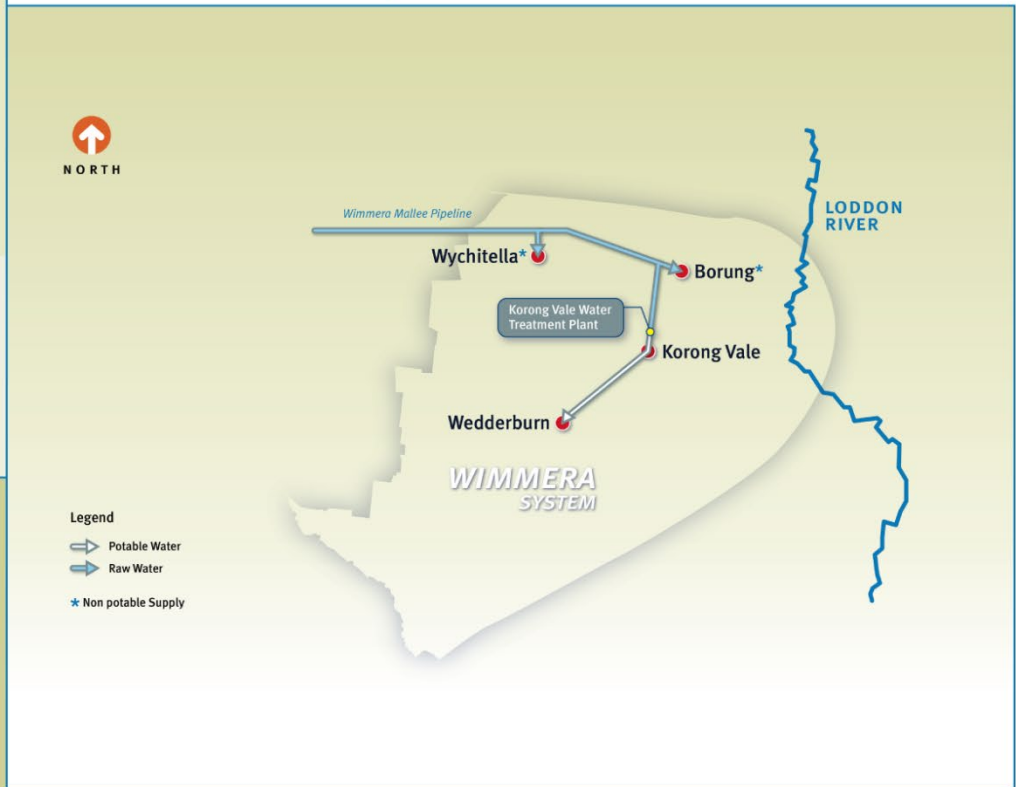 NORTH
Wimmera Mallee Pipeline
LODDON
RIVER
Wychitella*
Borung*
Korong Vale Water
Treatment Plant
Korong Vale
Wedderburn
WIMMERA
SYSTEM
Legend
Potable Water
Raw Water
* Non potable Supply